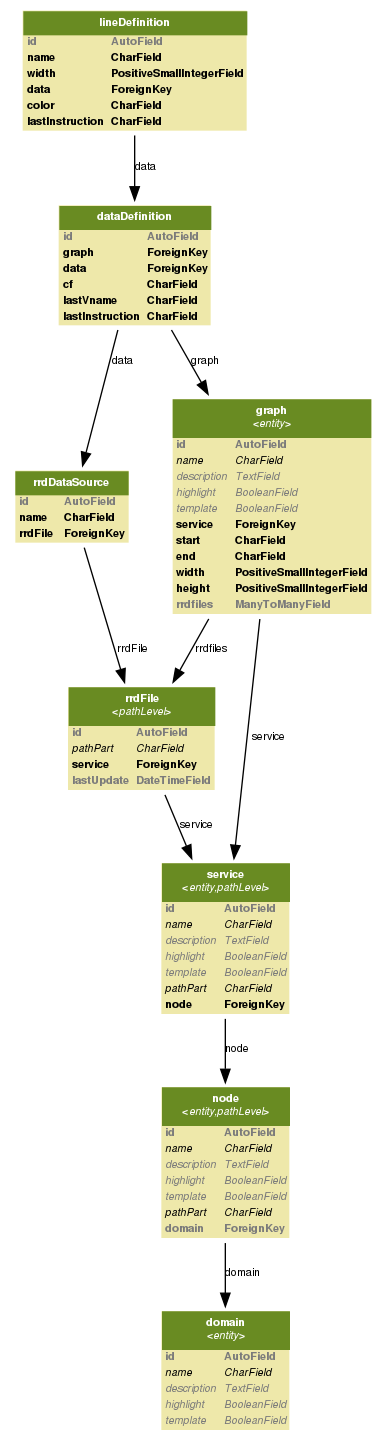 lineDefinition
id AutoField
name CharField
width PositiveSmallIntegerField
data ForeignKey
color CharField
lastInstruction CharField
data
dataDefinition
id AutoField
graph ForeignKey
data ForeignKey
cf CharField
lastVname CharField
lastInstruction CharField
data
graph
graph
<entity>
id AutoField
name CharField
description TextField
highlight BooleanField
template BooleanField
service ForeignKey
start CharField
end CharField
width PositiveSmallIntegerField
height PositiveSmallIntegerField
rrdfiles ManyToManyField
rrdDataSource
id AutoField
name CharField
rrdFile ForeignKey
rrdFile
rrdfiles
rrdFile
<pathLevel>
id AutoField
pathPart CharField
service ForeignKey
lastUpdate DateTimeField
service
service
service
<entity,pathLevel>
id AutoField
name CharField
description TextField
highlight BooleanField
template BooleanField
pathPart CharField
node ForeignKey
node
node
<entity,pathLevel>
id AutoField
name CharField
description TextField
highlight BooleanField
template BooleanField
pathPart CharField
domain ForeignKey
domain
domain
<entity>
id AutoField
name CharField
description TextField
highlight BooleanField
template BooleanField